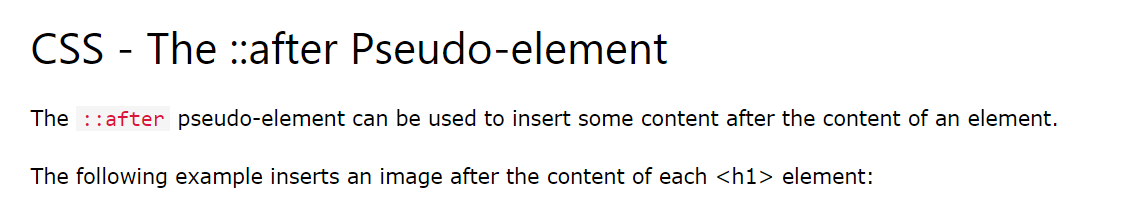 CSS - The ::after Pseudo-element
The ::after pseudo-element can be used to insert some content after the content of an element.
The following example inserts an image after the content of each <h1> element: